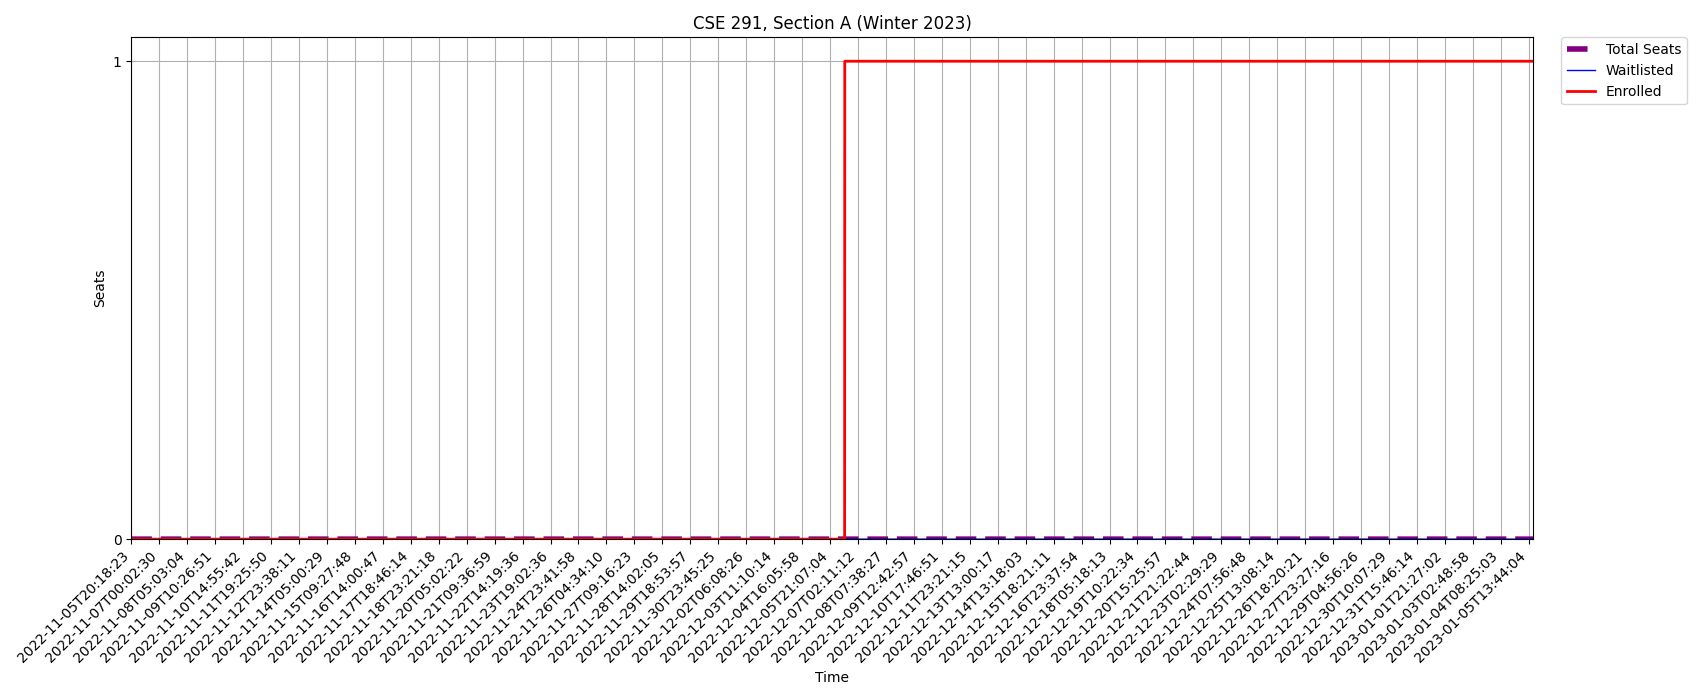 CSE 291, Section A (Winter 2023)
Total Seats
Waitlisted
Enrolled
1
0
Seats
2022-11-05T20:18:23
2022-11-07T00:02:30
2022-11-08T05:03:04
2022-11-09T10:26:51
2022-11-10T14:55:42
2022-11-11T19:25:50
2022-11-12T23:38:11
2022-11-14T05:00:29
2022-11-15T09:27:48
2022-11-16T14:00:47
2022-11-17T18:46:14
2022-11-18T23:21:18
2022-11-20T05:02:22
2022-11-21T09:36:59
2022-11-22T14:19:36
2022-11-23T19:02:36
2022-11-24T23:41:58
2022-11-26T04:34:10
2022-11-27T09:16:23
2022-11-28T14:02:05
2022-11-29T18:53:57
2022-11-30T23:45:25
2022-12-02T06:08:26
2022-12-03T11:10:14
2022-12-04T16:05:58
2022-12-05T21:07:04
2022-12-07T02:11:12
2022-12-08T07:38:27
2022-12-09T12:42:57
2022-12-10T17:46:51
2022-12-11T23:21:15
2022-12-13T13:00:17
2022-12-14T13:18:03
2022-12-15T18:21:11
2022-12-16T23:37:54
2022-12-18T05:18:13
2022-12-19T10:22:34
2022-12-20T15:25:57
2022-12-21T21:22:44
2022-12-23T02:29:29
2022-12-24T07:56:48
2022-12-25T13:08:14
2022-12-26T18:20:21
2022-12-27T23:27:16
2022-12-29T04:56:26
2022-12-30T10:07:29
2022-12-31T15:46:14
2023-01-01T21:27:02
2023-01-03T02:48:58
2023-01-04T08:25:03
2023-01-05T13:44:04
Time